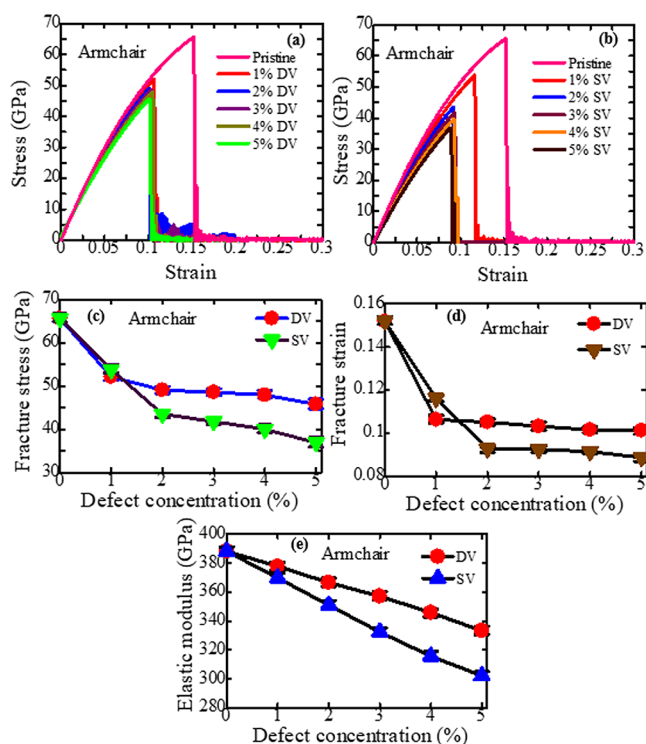 Stress (GPa)
70
60
50
40
30
20
10
0
Armchair
(a)
Pristine
1% DV
2% DV
3% DV
4% DV
5% DV
0 0.05 0.1 0.15 0.2 0.25 0.3
Strain
Stress (GPa)
70
60
50
40
30
20
10
0
Armchair
(b)
Pristine
1% SV
2% SV
3% SV
4% SV
5% SV
0 0.05 0.1 0.15 0.2 0.25 0.3
Strain
Fracture stress (GPa)
70
60
50
40
30
(c) Armchair
DV
SV
0 1 2 3 4 5
Defect concentration (%)
Fracture strain
0.16
0.14
0.12
0.1
0.08
(d)
Armchair
DV
SV
0 1 2 3 4 5
Defect concentration (%)
Elastic modulus (GPa)
400
380
360
340
320
300
280
(e) Armchair
DV
SV
0 1 2 3 4 5
Defect concentration (%)